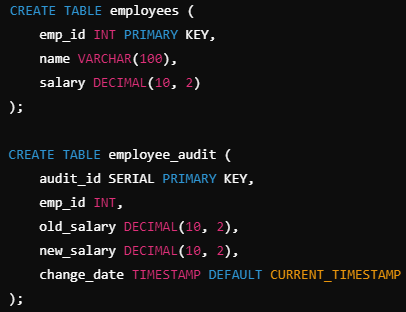 CREATE TABLE employees (
    emp_id INT PRIMARY KEY,
    name VARCHAR(100),
    salary DECIMAL(10, 2)
);

CREATE TABLE employee_audit (
    audit_id SERIAL PRIMARY KEY,
    emp_id INT,
    old_salary DECIMAL(10, 2),
    new_salary DECIMAL(10, 2),
    change_date TIMESTAMP DEFAULT CURRENT_TIMESTAMP
);